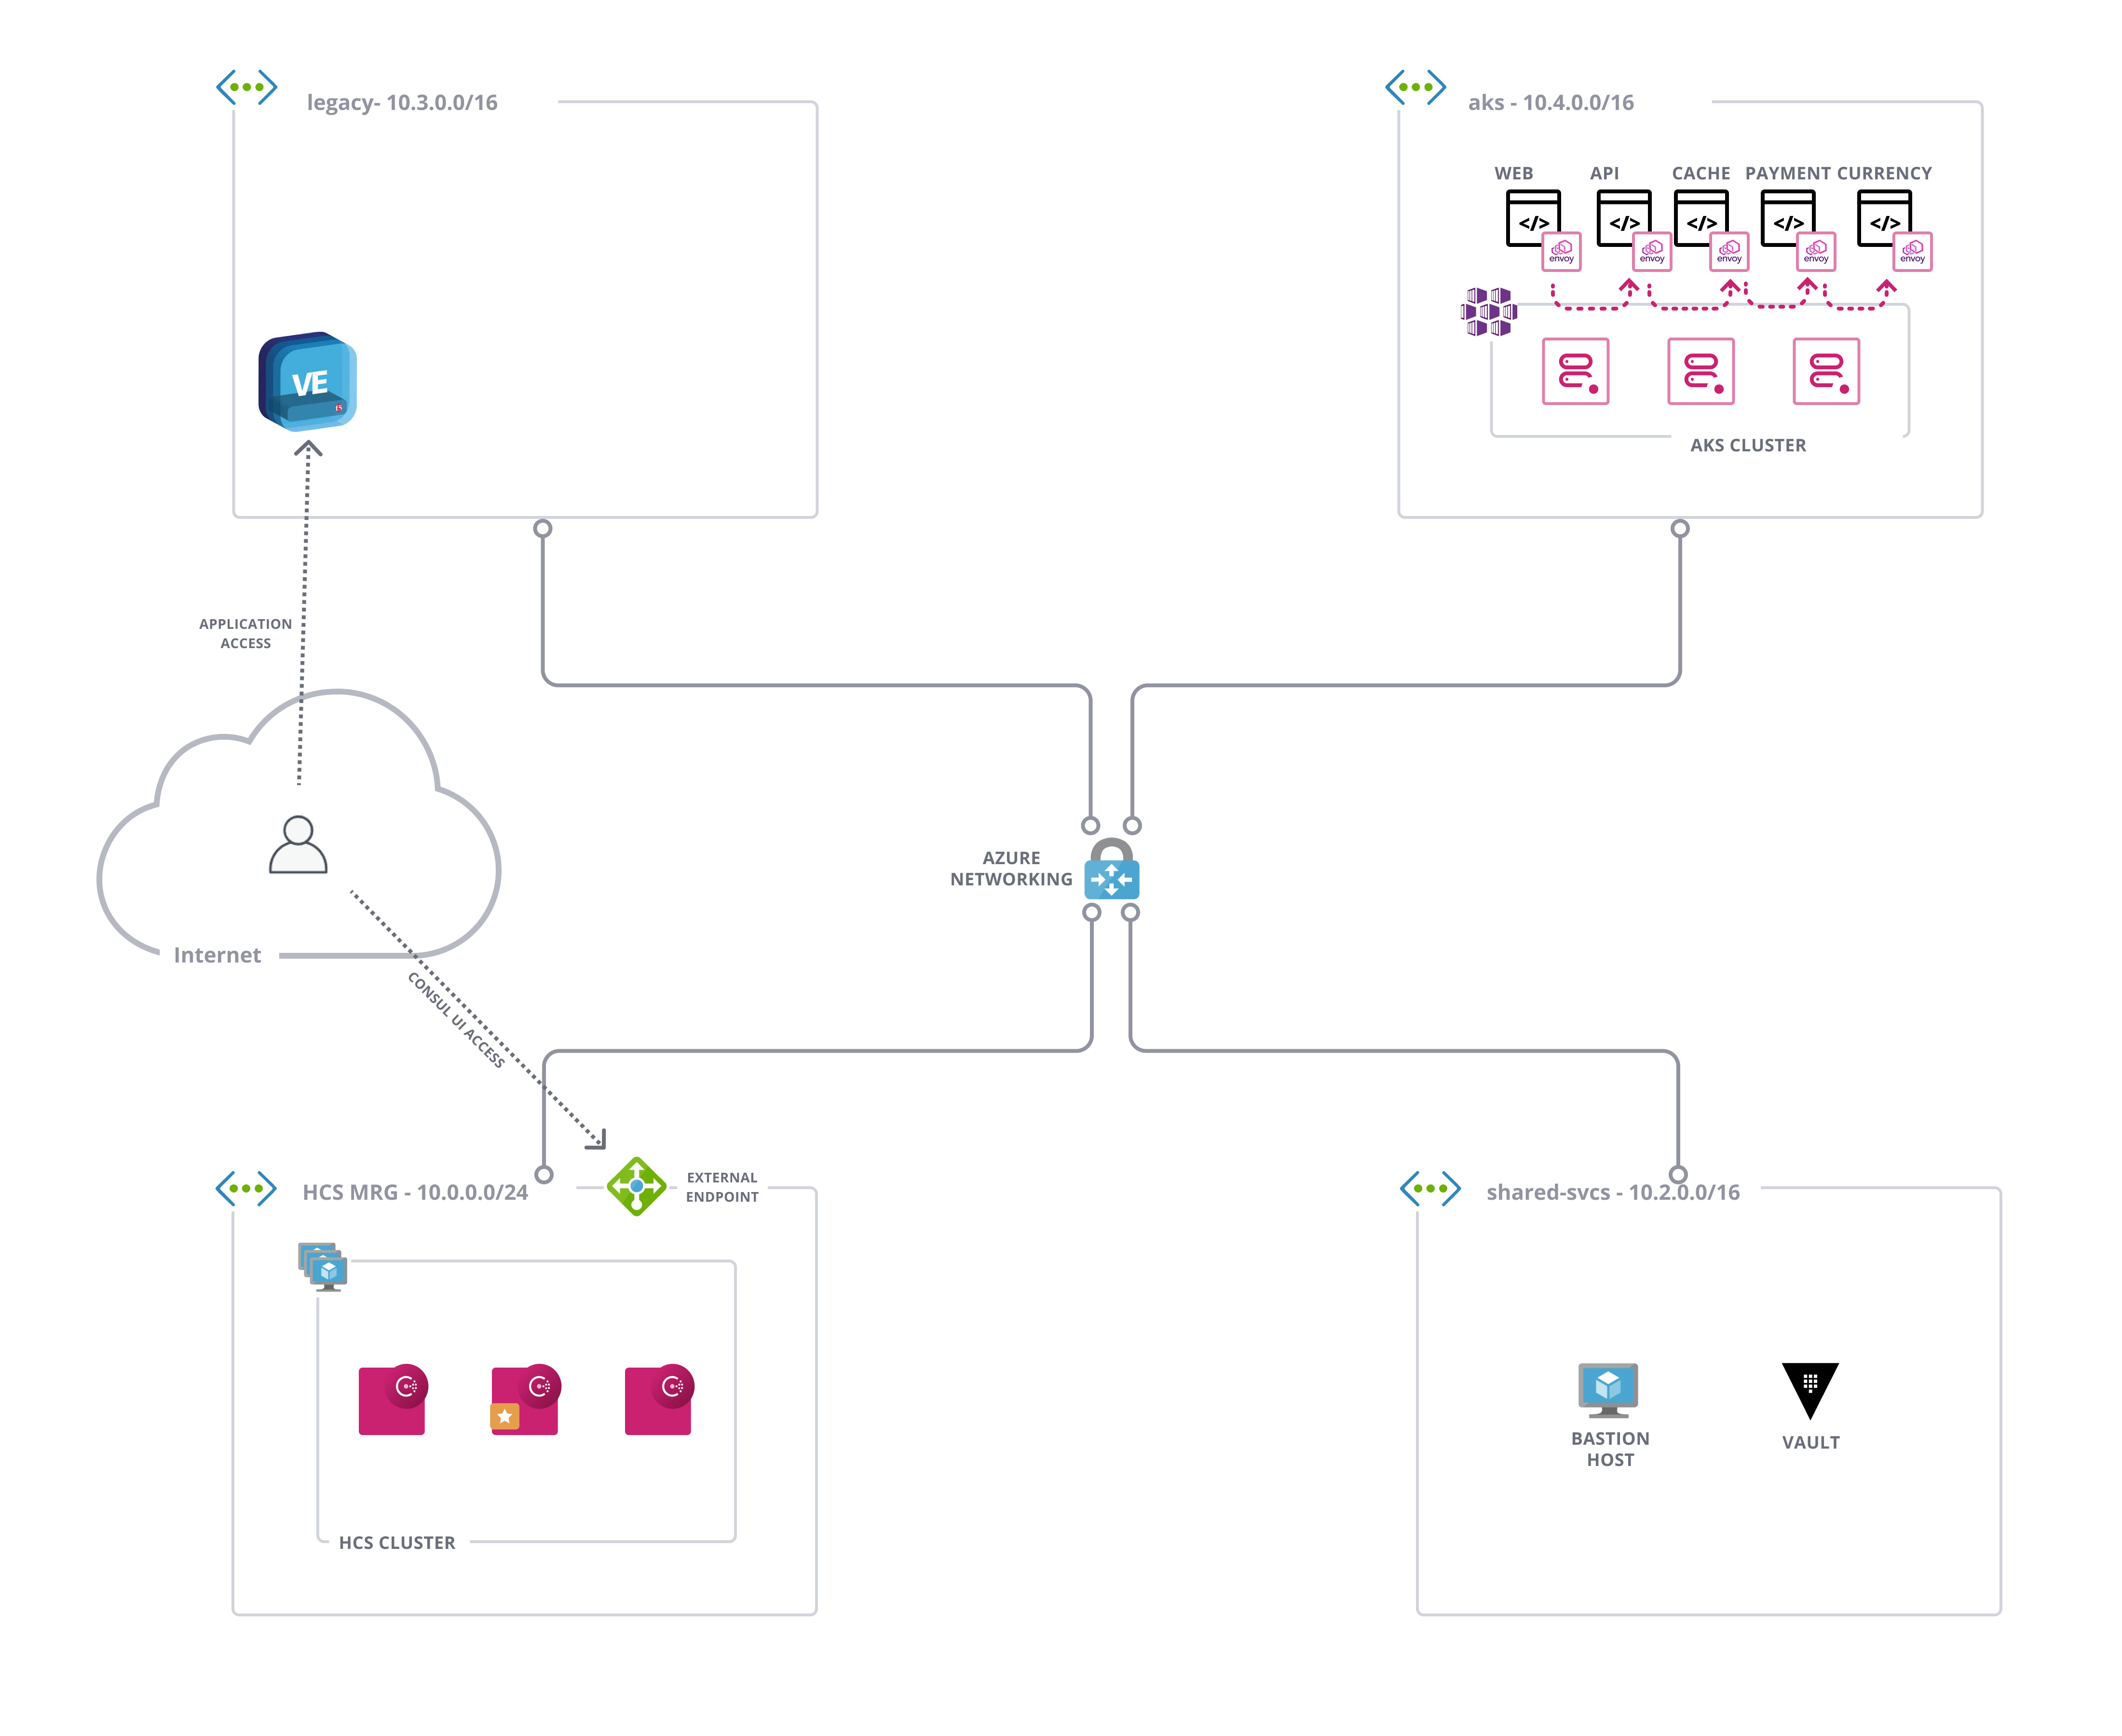 legacy- 10.3.0.0/16
aks - 10.4.0.0/16
WEB API CACHE PAYMENT CURRENCY
</> </> </> </> </>
envoy envoy envoy envoy envoy
VE
f5
AKS CLUSTER
APPLICATION
ACCESS
AZURE
NETWORKING
Internet
CONSUL UI ACCESS
HCS MRG - 10.0.0.0/24
EXTERNAL
ENDPOINT
shared-svcs - 10.2.0.0/16
BASTION
HOST
VAULT
HCS CLUSTER